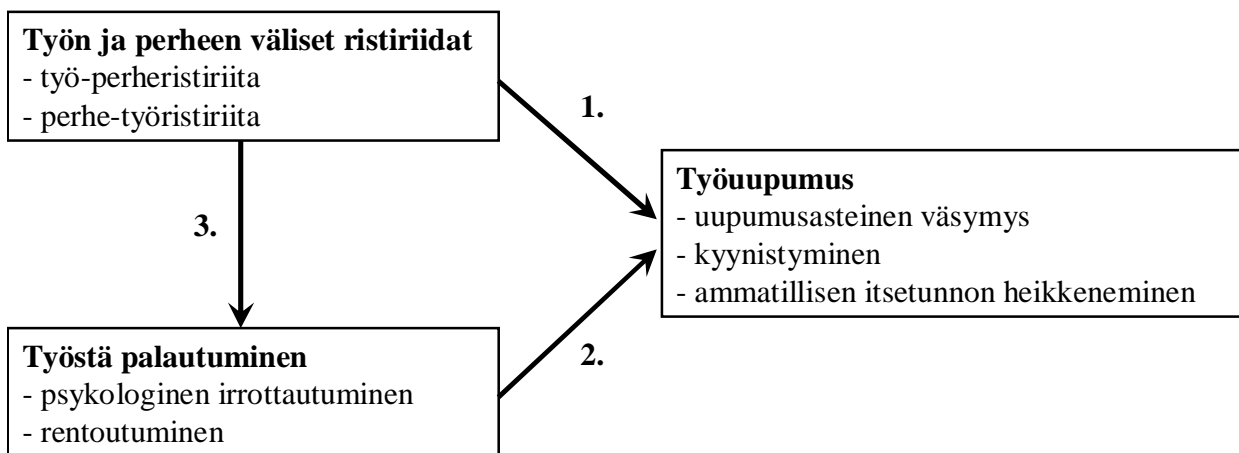 Työn ja perheen väliset ristiriidat
- työ-perheristiriita
- perhe-työristiriita
1.
Työuupumus
- uupumusasteinen väsymys
- kyynistyminen
- ammatillisen itsetunnon heikkeneminen
3.
Työstä palautuminen
- psykologinen irrottautuminen
- rentoutuminen
2.